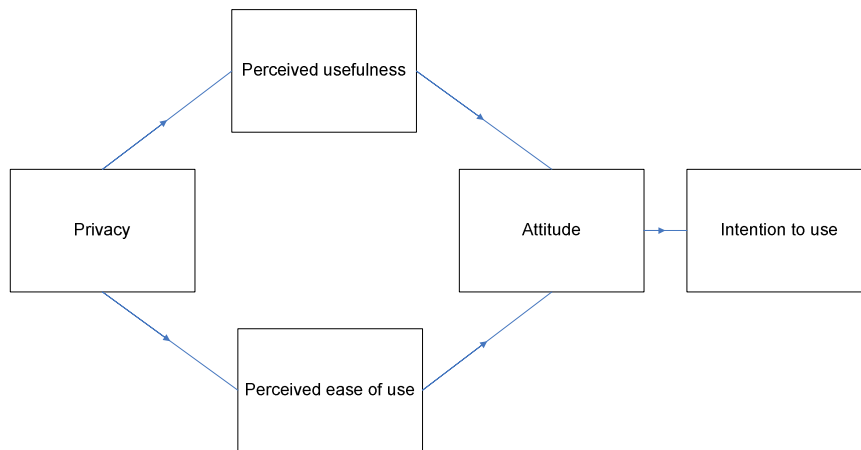 Perceived usefulness
Privacy
Attitude
Intention to use
Perceived ease of use